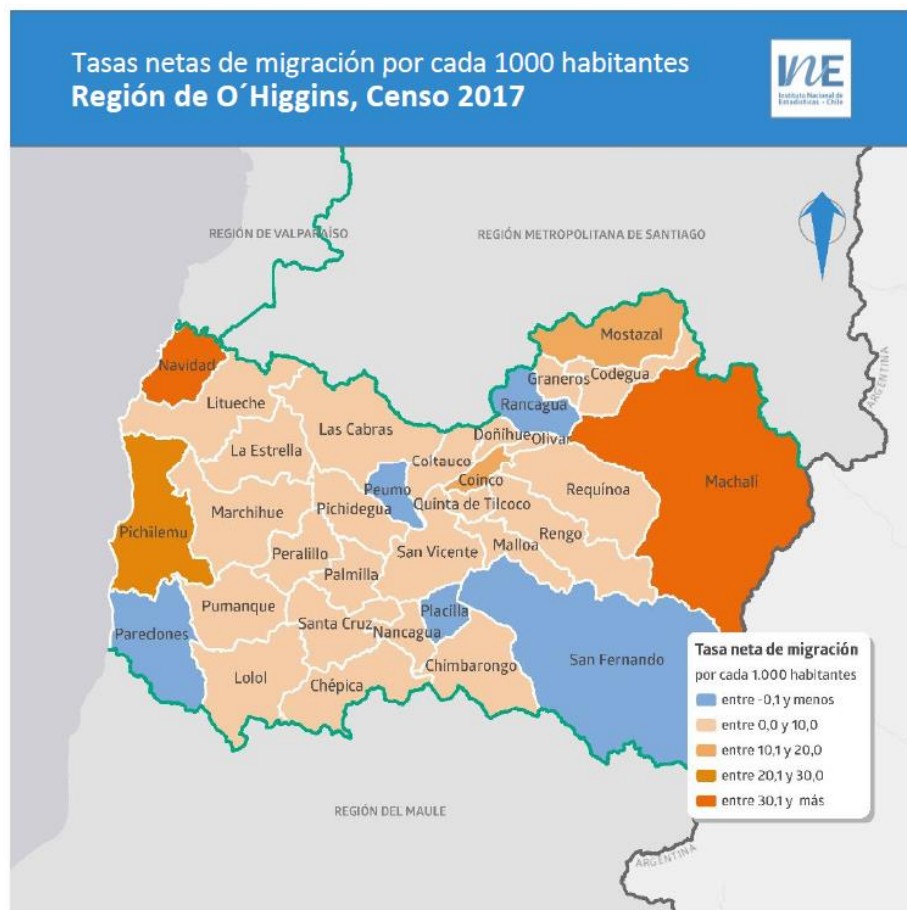 Tasas netas de migración por cada 1000 habitantes
Región de O´Higgins, Censo 2017
INE
Instituto Nacional de
Estadísticas - Chile
REGIÓN DE VALPARAÍSO
REGIÓN METROPOLITANA DE SANTIAGO
ARGENTINA
Mostazal
Navidad
Graneros
Codegua
Litueche
Rancagua
Las Cabras
Doñihue
Olivar
La Estrella
Coltauco
Coinco
Machalí
Peumo
Requínoa
Marchihue
Pichidegua
Quinta de Tilcoco
Pichilemu
Rengo
Peralillo
San Vicente
Malloa
Palmilla
Pumanque
Placilla
Paredones
Santa Cruz
Nancagua
San Fernando
Chimbarongo
Lolol
Chépica
Tasa neta de migración
por cada 1.000 habitantes
entre -0,1 y menos
entre 0,0 y 10,0
entre 10,1 y 20,0
entre 20,1 y 30,0
entre 30,1 y más
REGIÓN DEL MAULE
ARGENTINA